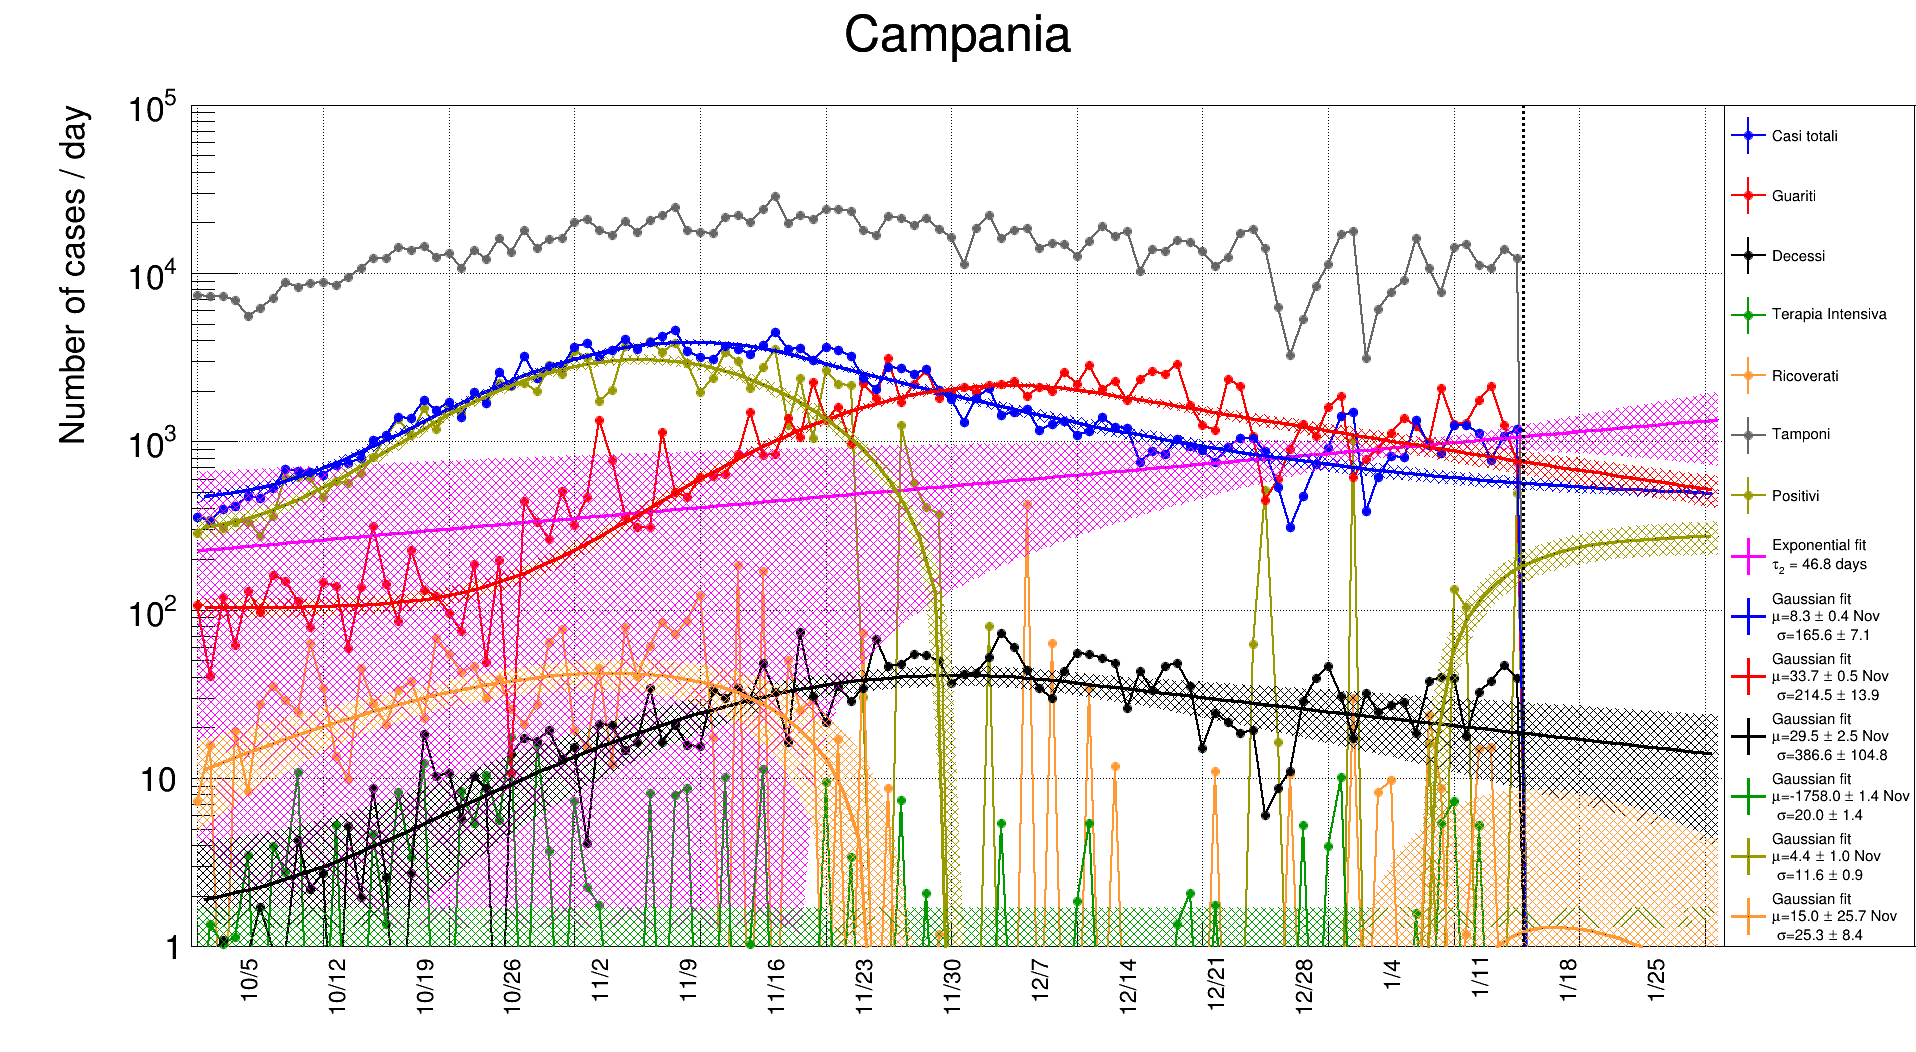 Campania
Number of cases / day
10^5
10^4
10^3
10^2
10
1
10/5
10/12
10/19
10/26
11/2
11/9
11/16
11/23
11/30
12/7
12/14
12/21
12/28
1/4
1/11
1/18
1/25
Casi totali
Guariti
Decessi
Terapia Intensiva
Ricoverati
Tamponi
Positivi
Exponential fit
τ₂ = 46.8 days
Gaussian fit
μ=8.3 ± 0.4 Nov
σ=165.6 ± 7.1
Gaussian fit
μ=33.7 ± 0.5 Nov
σ=214.5 ± 13.9
Gaussian fit
μ=29.5 ± 2.5 Nov
σ=386.6 ± 104.8
Gaussian fit
μ=-1758.0 ± 1.4 Nov
σ=20.0 ± 1.4
Gaussian fit
μ=4.4 ± 1.0 Nov
σ=11.6 ± 0.9
Gaussian fit
μ=15.0 ± 25.7 Nov
σ=25.3 ± 8.4